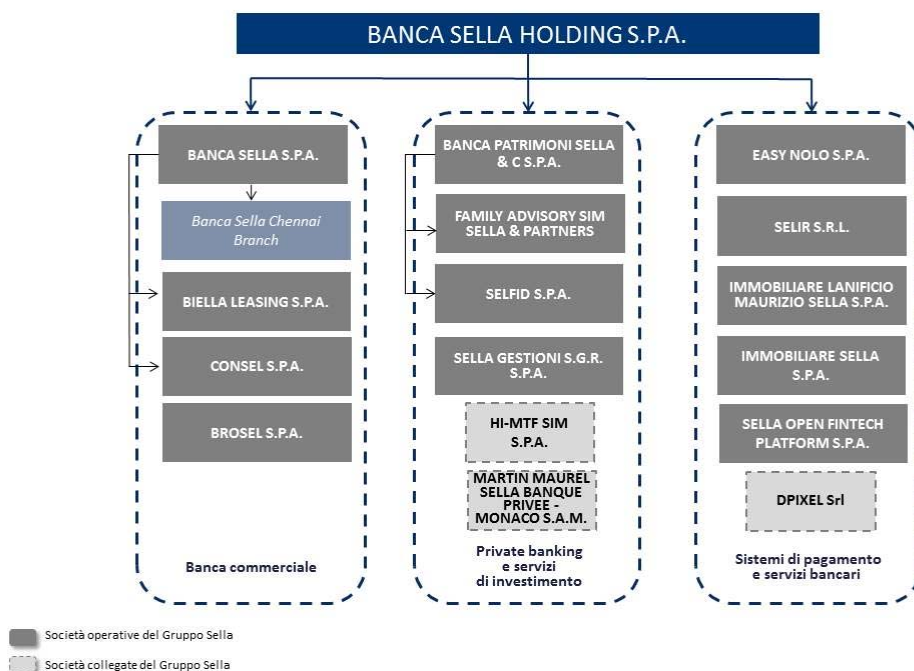 BANCA SELLA HOLDING S.P.A.
BANCA SELLA S.P.A.
Banca Sella Chennai
Branch
BIELLA LEASING S.P.A.
CONSEL S.P.A.
BROSEL S.P.A.
Banca commerciale
BANCA PATRIMONI SELLA
& C S.P.A.
FAMILY ADVISORY SIM
SELLA & PARTNERS
SELFID S.P.A.
SELLA GESTIONI S.G.R.
S.P.A.
HI-MTF SIM
S.P.A.
MARTIN MAUREL
SELLA BANQUE
PRIVEE -
MONACO S.A.M.
Private banking
e servizi
di investimento
EASY NOLO S.P.A.
SELIR S.R.L.
IMMOBILIARE LANIFICIO
MAURIZIO SELLA S.P.A.
IMMOBILIARE SELLA
S.P.A.
SELLA OPEN FINTECH
PLATFORM S.P.A.
DPIXEL Srl
Sistemi di pagamento
e servizi bancari
Società operative del Gruppo Sella
Società collegate del Gruppo Sella